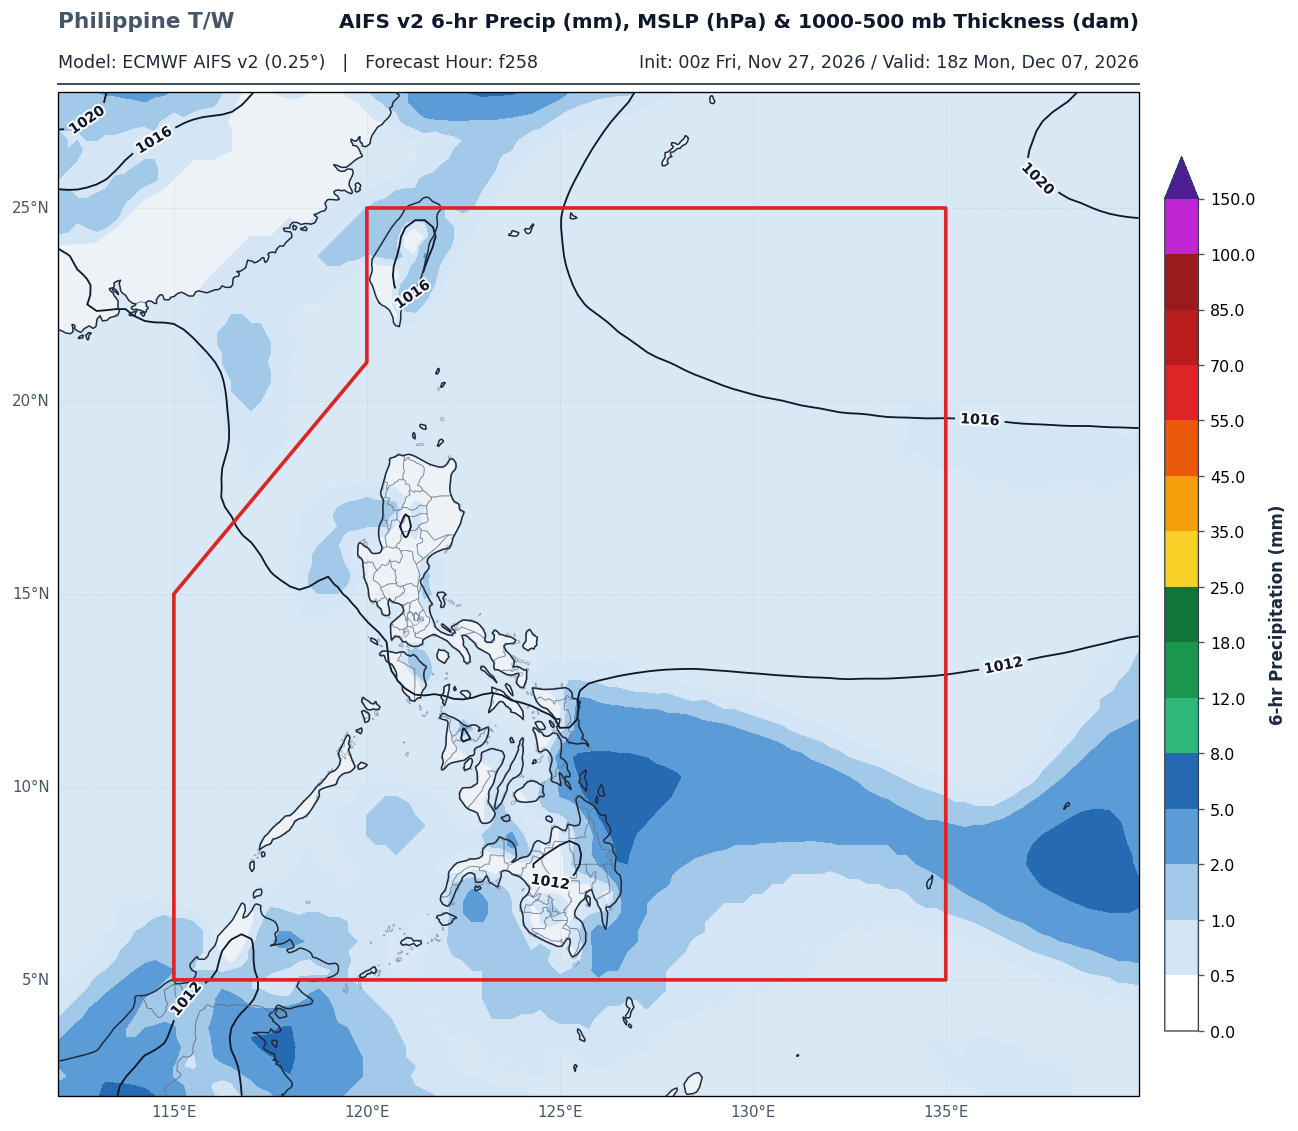 Philippine T/W
AIFS v2 6-hr Precip (mm), MSLP (hPa) & 1000-500 mb Thickness (dam)
Model: ECMWF AIFS v2 (0.25°) | Forecast Hour: f258
Init: 00z Fri, Nov 27, 2026 / Valid: 18z Mon, Dec 07, 2026
1020
1016
1020
1016
1016
1012
1012
1012
25°N
20°N
15°N
10°N
5°N
115°E
120°E
125°E
130°E
135°E
150.0
100.0
85.0
70.0
55.0
45.0
35.0
25.0
18.0
12.0
8.0
5.0
2.0
1.0
0.5
0.0
6-hr Precipitation (mm)